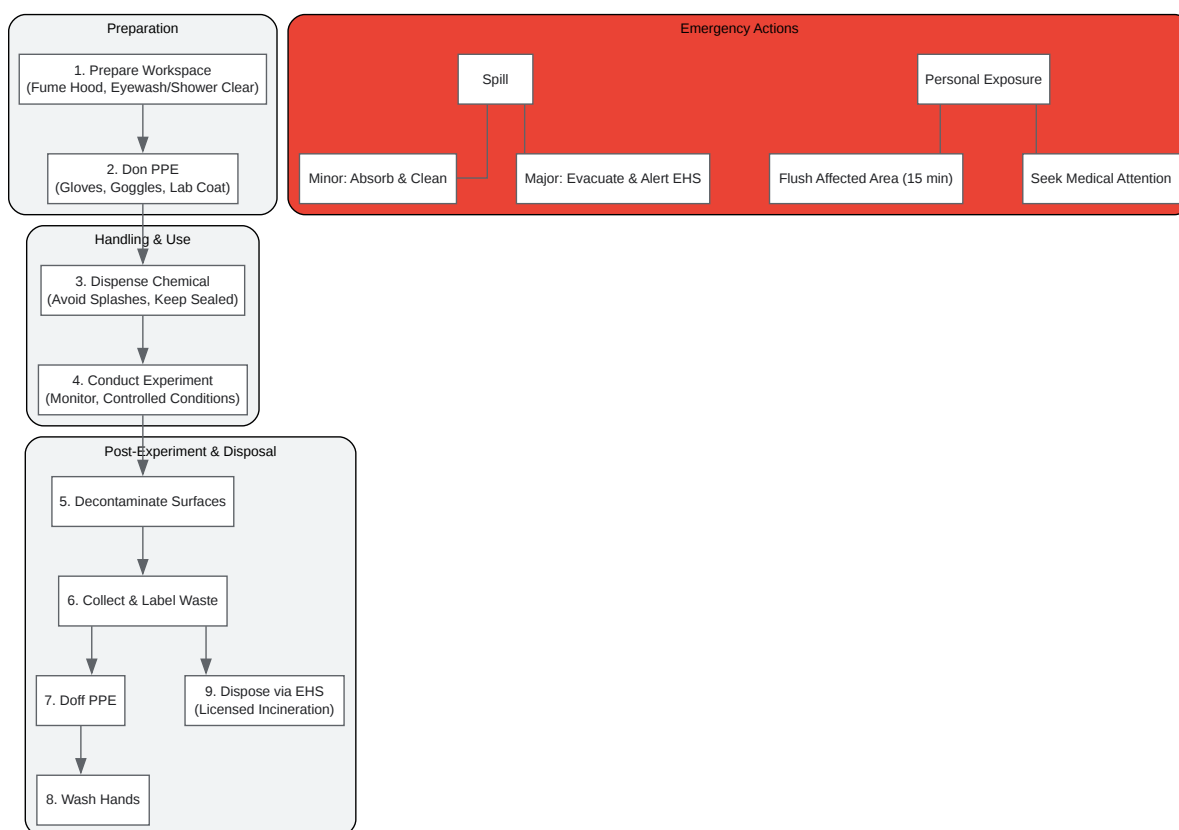 Preparation
1. Prepare Workspace
(Fume Hood, Eyewash/Shower Clear)
2. Don PPE
(Gloves, Goggles, Lab Coat)
Emergency Actions
Spill
Personal Exposure
Minor: Absorb & Clean
Major: Evacuate & Alert EHS
Flush Affected Area (15 min)
Seek Medical Attention
Handling & Use
3. Dispense Chemical
(Avoid Splashes, Keep Sealed)
4. Conduct Experiment
(Monitor, Controlled Conditions)
Post-Experiment & Disposal
5. Decontaminate Surfaces
6. Collect & Label Waste
7. Doff PPE
9. Dispose via EHS
(Licensed Incineration)
8. Wash Hands